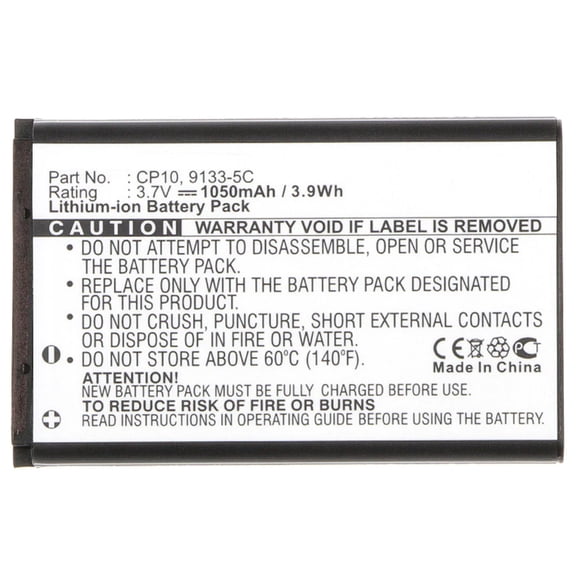 Part No. : CP10, 9133-5C
Rating : 3.7V ⎓ 1050mAh / 3.9Wh
Lithium-ion Battery Pack
CAUTION WARRANTY VOID IF LABEL IS REMOVED
• DO NOT ATTEMPT TO DISASSEMBLE, OPEN OR SERVICE
THE BATTERY PACK.
• REPLACE ONLY WITH THE BATTERY PACK DESIGNATED
FOR THIS PRODUCT.
• DO NOT CRUSH, PUNCTURE, SHORT EXTERNAL CONTACTS
OR DISPOSE OF IN FIRE OR WATER.
• DO NOT STORE ABOVE 60°C (140°F).
CE PCT
Made In China
ATTENTION!
NEW BATTERY PACK MUST BE FULLY CHARGED BEFORE USE.
TO REDUCE RISK OF FIRE OR BURNS
READ INSTRUCTIONS IN OPERATING GUIDE BEFORE USING THE BATTERY.